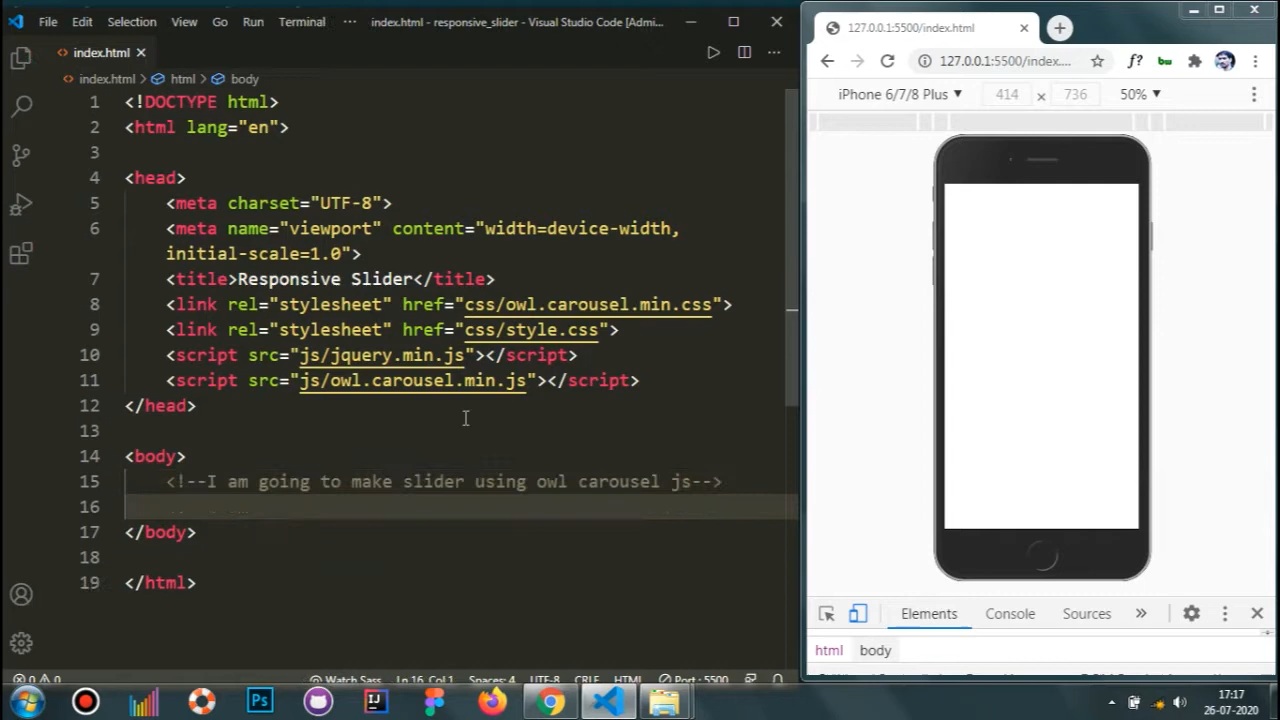 File Edit Selection View Go Run Terminal ··· index.html - responsive_slider - Visual Studio Code [Admi...
index.html
index.html > html > body
1 <!DOCTYPE html>
2 <html lang="en">
3
4 <head>
5 <meta charset="UTF-8">
6 <meta name="viewport" content="width=device-width,
initial-scale=1.0">
7 <title>Responsive Slider</title>
8 <link rel="stylesheet" href="css/owl.carousel.min.css">
9 <link rel="stylesheet" href="css/style.css">
10 <script src="js/jquery.min.js"></script>
11 <script src="js/owl.carousel.min.js"></script>
12 </head>
13
14 <body>
15 <!--I am going to make slider using owl carousel js-->
16
17 </body>
18
19 </html>
0 0 Watch Sass Ln 16, Col 1 Spaces: 4 UTF-8 CRLF HTML Port : 5500
127.0.0.1:5500/index.html
127.0.0.1:5500/index.... f? bw
iPhone 6/7/8 Plus 414 x 736 50%
Elements Console Sources »
html body
Ps
IJ
17:17
26-07-2020